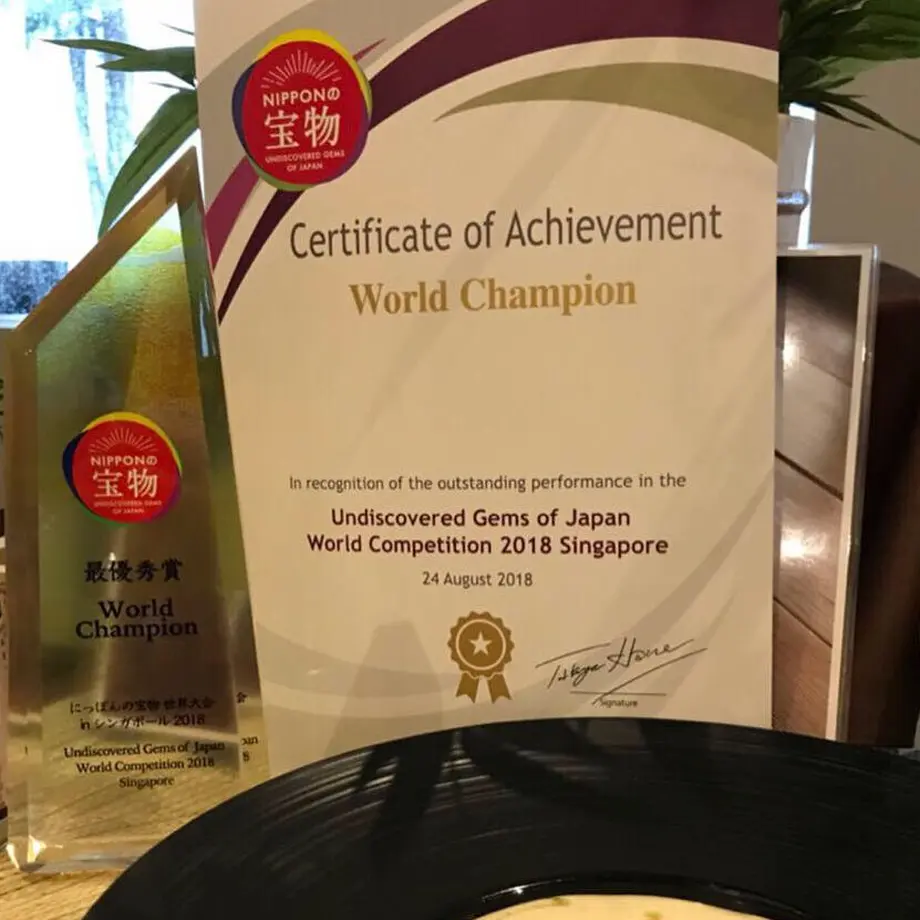 NIPPONの
宝物
UNDISCOVERED GEMS
OF JAPAN
Certificate of Achievement
World Champion
In recognition of the outstanding performance in the
Undiscovered Gems of Japan
World Competition 2018 Singapore
24 August 2018
Signature
NIPPONの
宝物
UNDISCOVERED GEMS
OF JAPAN
最優秀賞
World
Champion
にっぽんの宝物 世界大会
in シンガポール 2018
Undiscovered Gems of Japan
World Competition 2018
Singapore